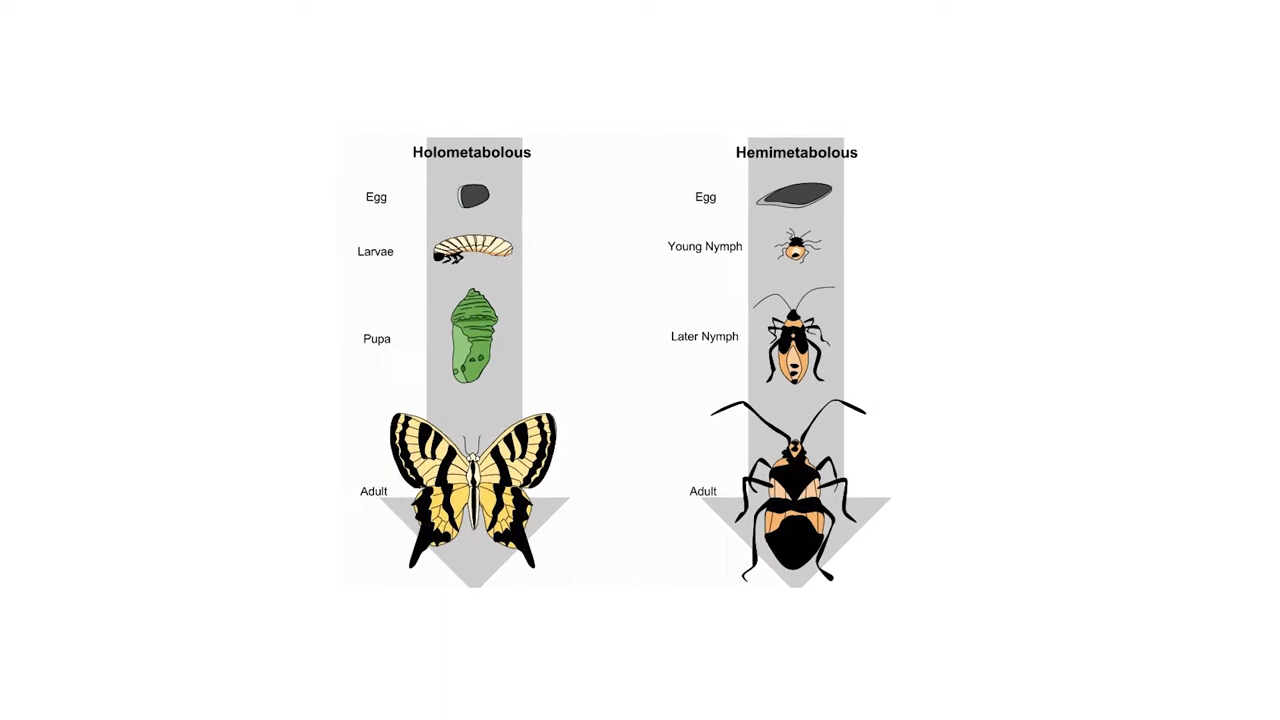 Holometabolous
Egg
Larvae
Pupa
Adult
Hemimetabolous
Egg
Young Nymph
Later Nymph
Adult